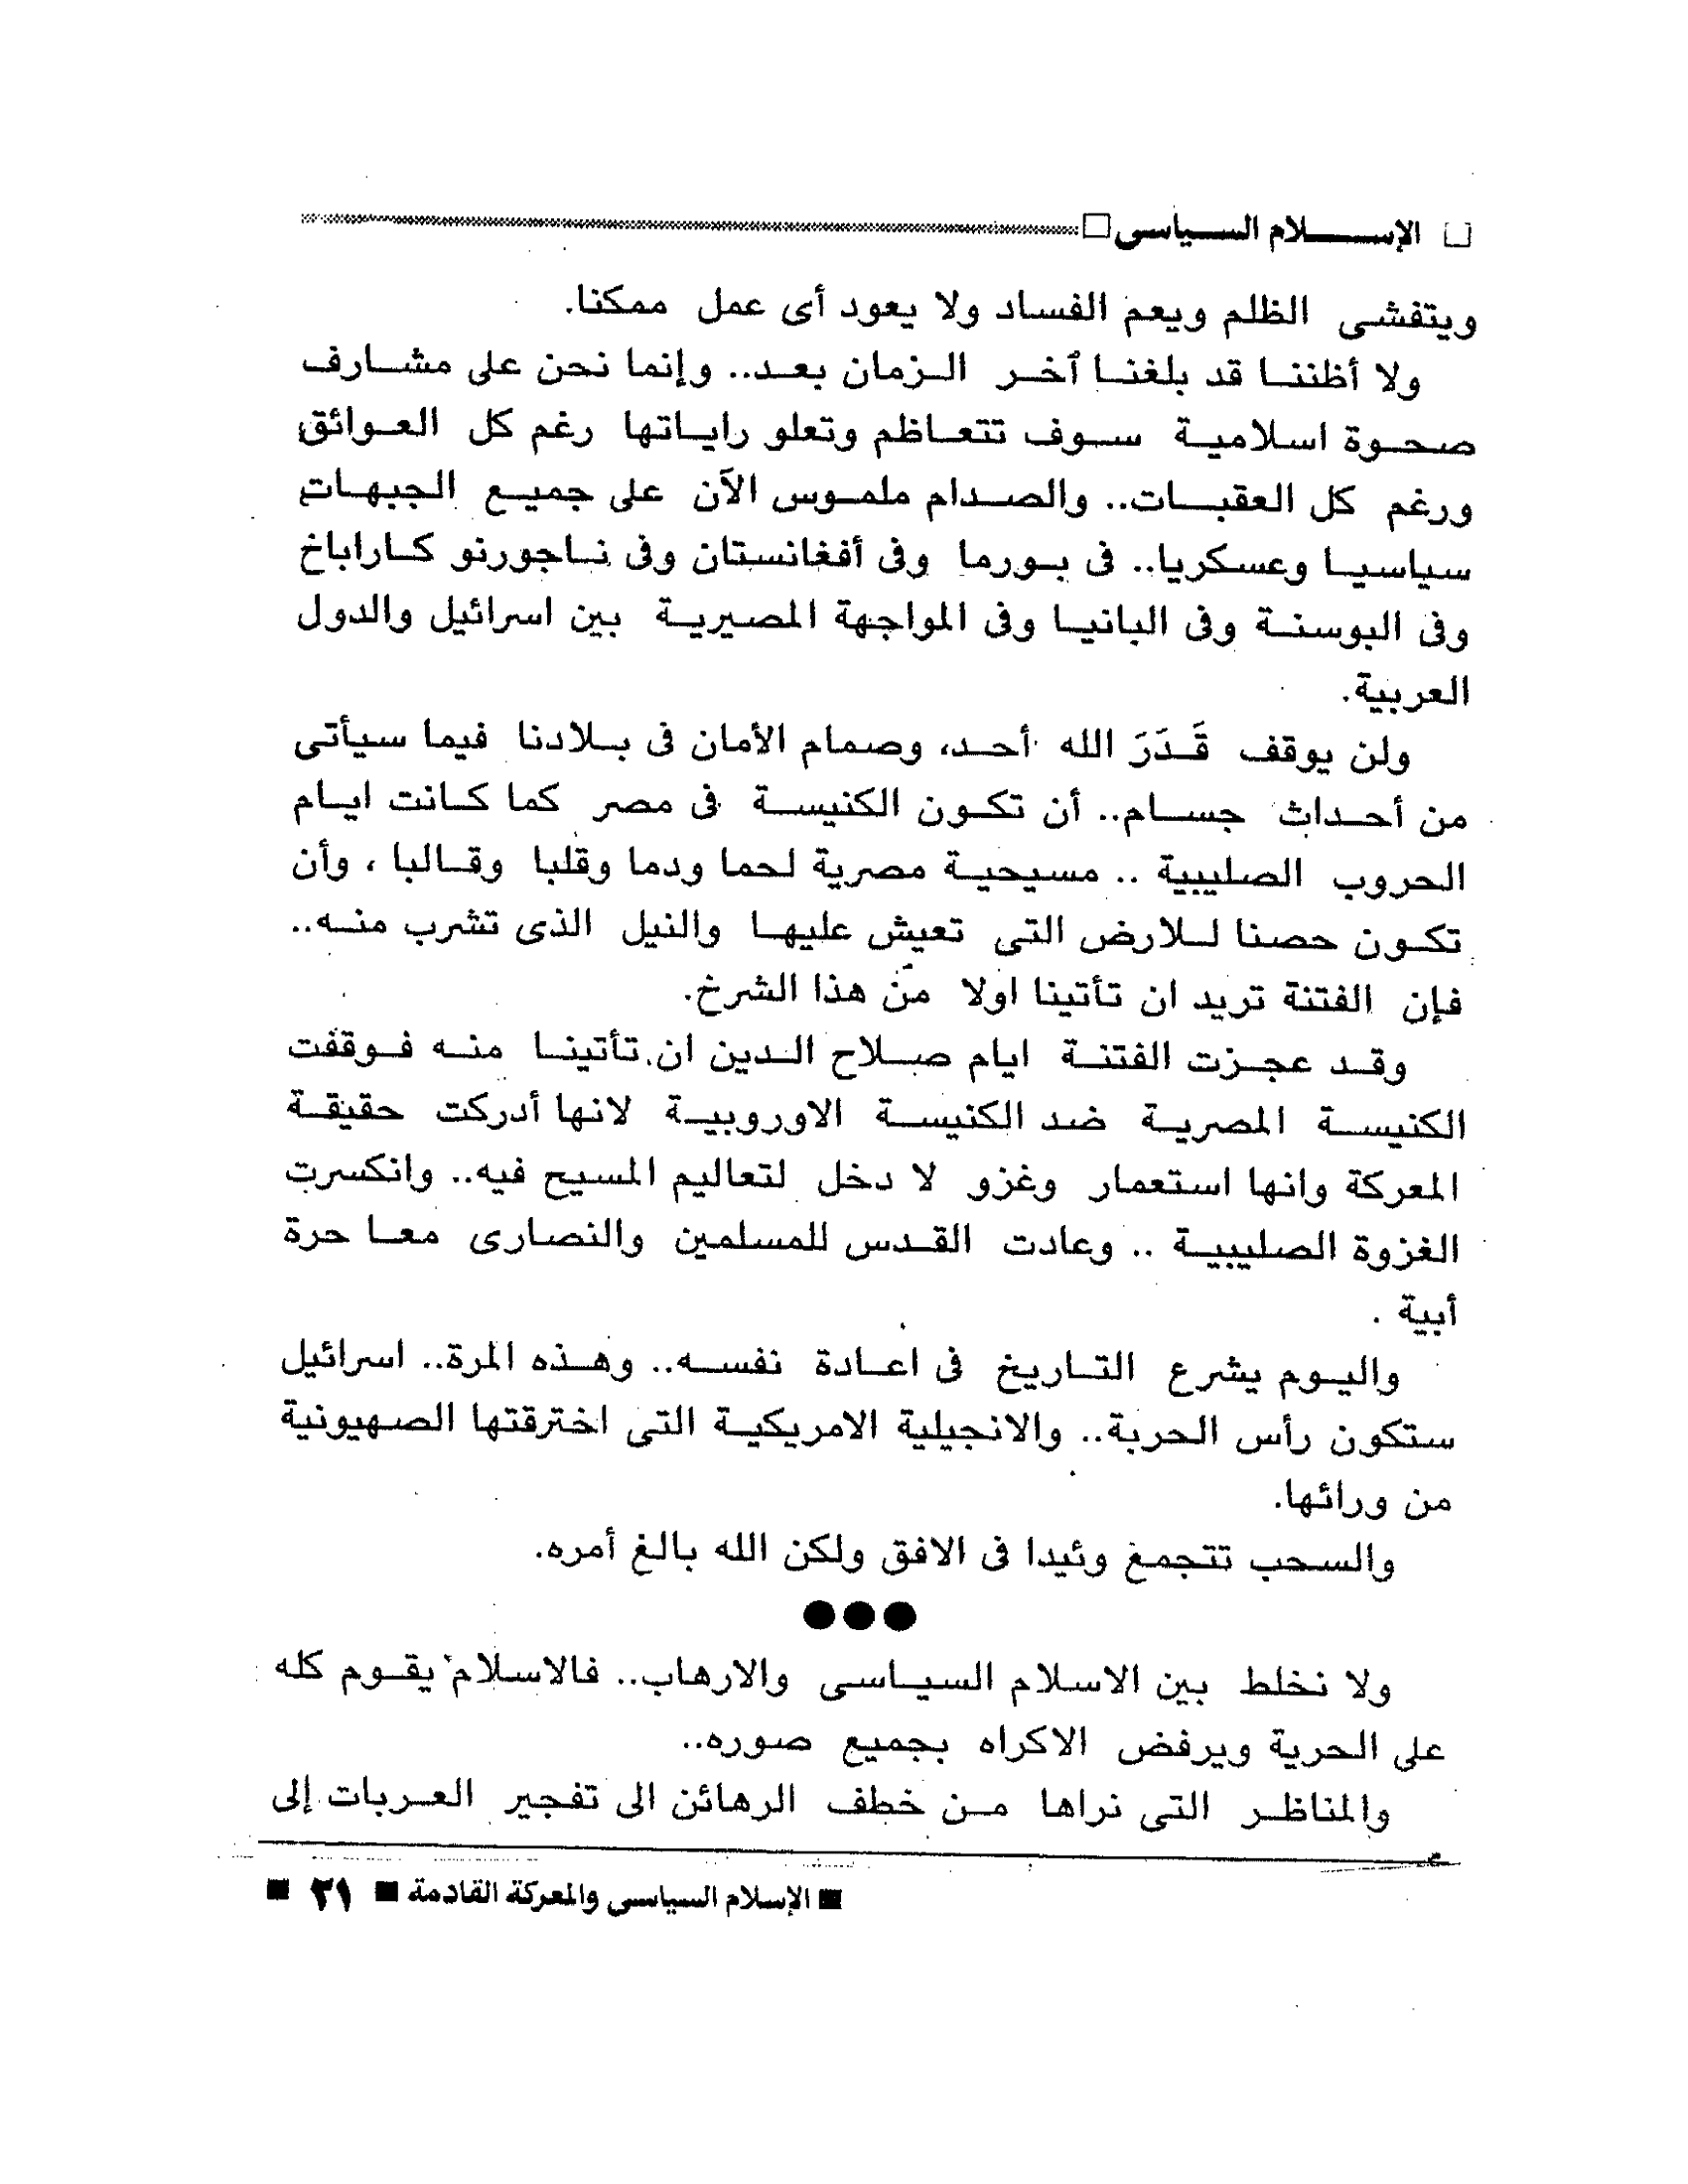 الإســـــلام الســـياسى
ويتفشى الظلم ويعم الفساد ولا يعود أى عمل ممكنا.
ولا أظننا قد بلغنا آخر الزمان بعد.. وإنما نحن على مشارف
صحوة اسلامية سوف تتعاظم وتعلو راياتها رغم كل العوائق
ورغم كل العقبات.. والصدام ملموس الآن على جميع الجبهات
سياسيا وعسكريا.. فى بورما وفى أفغانستان وفى ناجورنو كاراباخ
وفى البوسنة وفى البانيا وفى المواجهة المصيرية بين اسرائيل والدول
العربية.
ولن يوقف قَدَرَ الله أحد، وصمام الأمان فى بلادنا فيما سيأتى
من أحداث جسام.. أن تكون الكنيسة فى مصر كما كانت ايام
الحروب الصليبية .. مسيحية مصرية لحما ودما وقلبا وقالبا ، وأن
تكون حصنا للارض التى تعيش عليها والنيل الذى تشرب منه..
فإن الفتنة تريد ان تأتينا اولا من هذا الشرخ.
وقد عجزت الفتنة ايام صلاح الدين ان تأتينا منه فوقفت
الكنيسة المصرية ضد الكنيسة الاوروبية لانها أدركت حقيقة
المعركة وانها استعمار وغزو لا دخل لتعاليم المسيح فيه.. وانكسرت
الغزوة الصليبية .. وعادت القدس للمسلمين والنصارى معا حرة
أبية .
واليوم يشرع التاريخ فى اعادة نفسه.. وهذه المرة.. اسرائيل
ستكون رأس الحربة.. والانجيلية الامريكية التى اخترقتها الصهيونية
من ورائها.
والسحب تتجمغ وئيدا فى الافق ولكن الله بالغ أمره.
●●●
ولا نخلط بين الاسلام السياسى والارهاب.. فالاسلام يقوم كله
على الحرية ويرفض الاكراه بجميع صوره..
والمناظر التى نراها من خطف الرهائن الى تفجير العربات إلى
■ الإسلام السياسى والمعركة القادمة ■ ٣١ ■